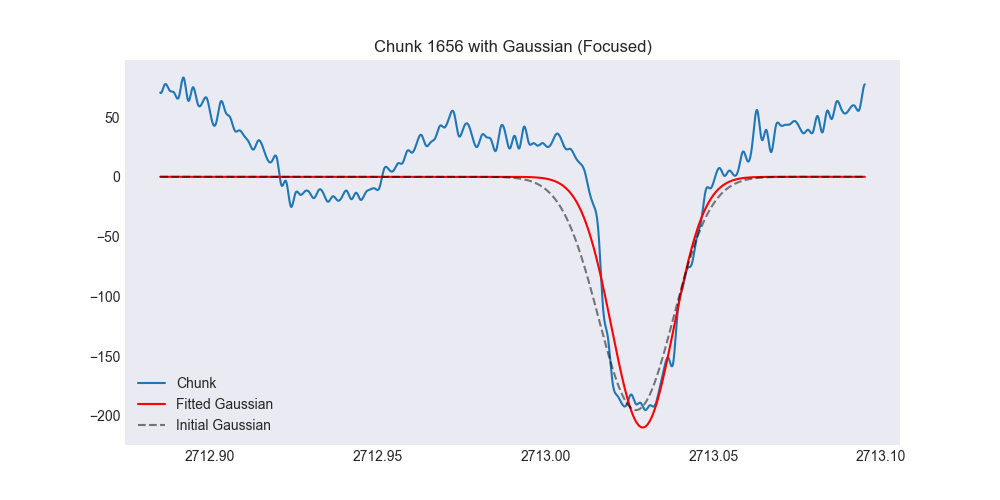 Chunk 1656 with Gaussian (Focused)
50
0
−50
−100
−150
−200
Chunk
Fitted Gaussian
Initial Gaussian
2712.90 2712.95 2713.00 2713.05 2713.10